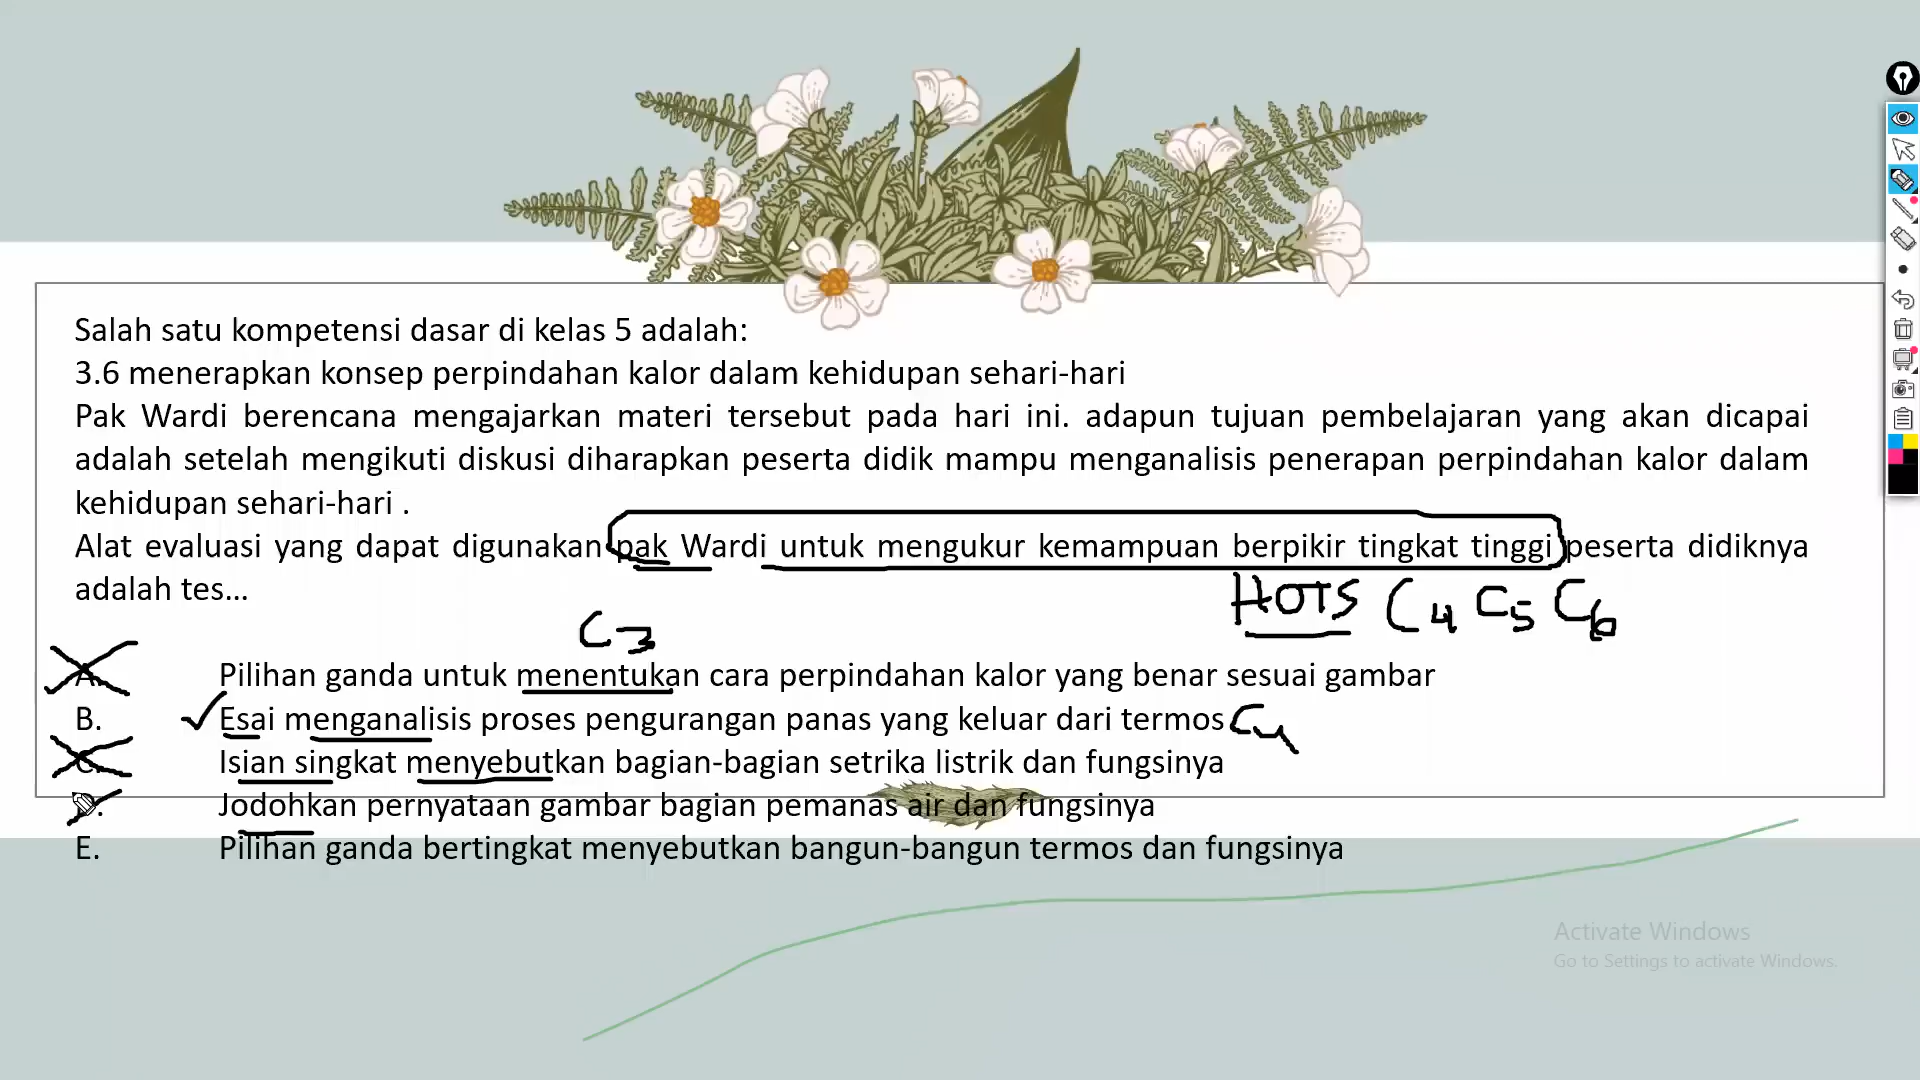 Salah satu kompetensi dasar di kelas 5 adalah:
3.6 menerapkan konsep perpindahan kalor dalam kehidupan sehari-hari
Pak Wardi berencana mengajarkan materi tersebut pada hari ini. adapun tujuan pembelajaran yang akan dicapai
adalah setelah mengikuti diskusi diharapkan peserta didik mampu menganalisis penerapan perpindahan kalor dalam
kehidupan sehari-hari .
Alat evaluasi yang dapat digunakan pak Wardi untuk mengukur kemampuan berpikir tingkat tinggi peserta didiknya
adalah tes...
HOTS C4 C5 C6
C3
A. Pilihan ganda untuk menentukan cara perpindahan kalor yang benar sesuai gambar
B. Esai menganalisis proses pengurangan panas yang keluar dari termos C4
C. Isian singkat menyebutkan bagian-bagian setrika listrik dan fungsinya
D. Jodohkan pernyataan gambar bagian pemanas air dan fungsinya
E. Pilihan ganda bertingkat menyebutkan bangun-bangun termos dan fungsinya
Activate Windows
Go to Settings to activate Windows.